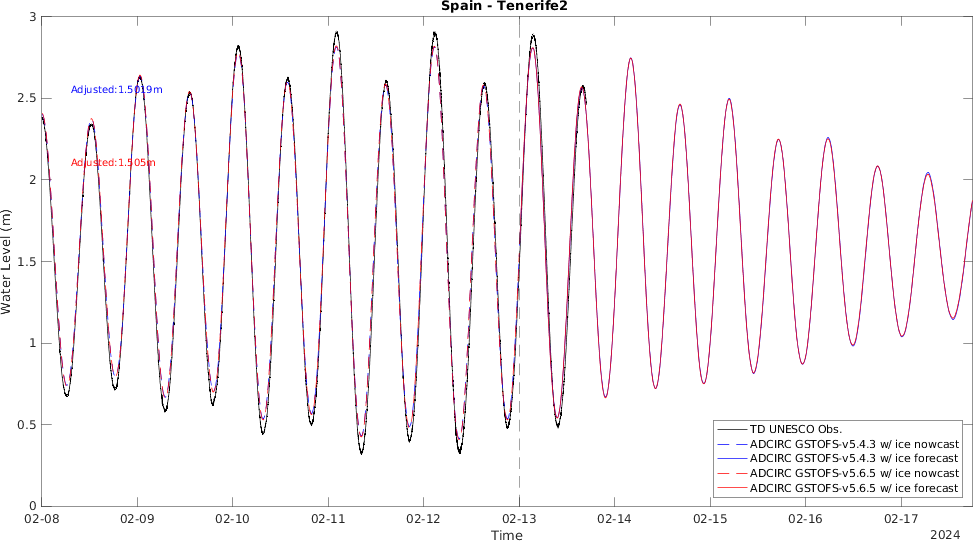 Spain - Tenerife2
3
2.5
2
1.5
1
0.5
0
Water Level (m)
Adjusted:1.5019m
Adjusted:1.505m
TD UNESCO Obs.
ADCIRC GSTOFS-v5.4.3 w/ ice nowcast
ADCIRC GSTOFS-v5.4.3 w/ ice forecast
ADCIRC GSTOFS-v5.6.5 w/ ice nowcast
ADCIRC GSTOFS-v5.6.5 w/ ice forecast
02-08 02-09 02-10 02-11 02-12 02-13 02-14 02-15 02-16 02-17
Time
2024